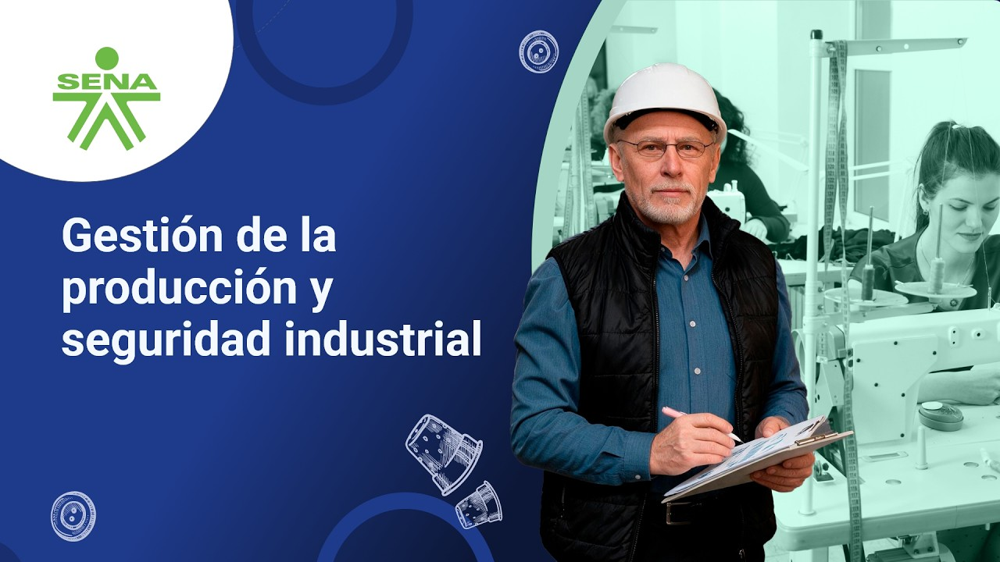 SENA
Gestión de la
producción y
seguridad industrial